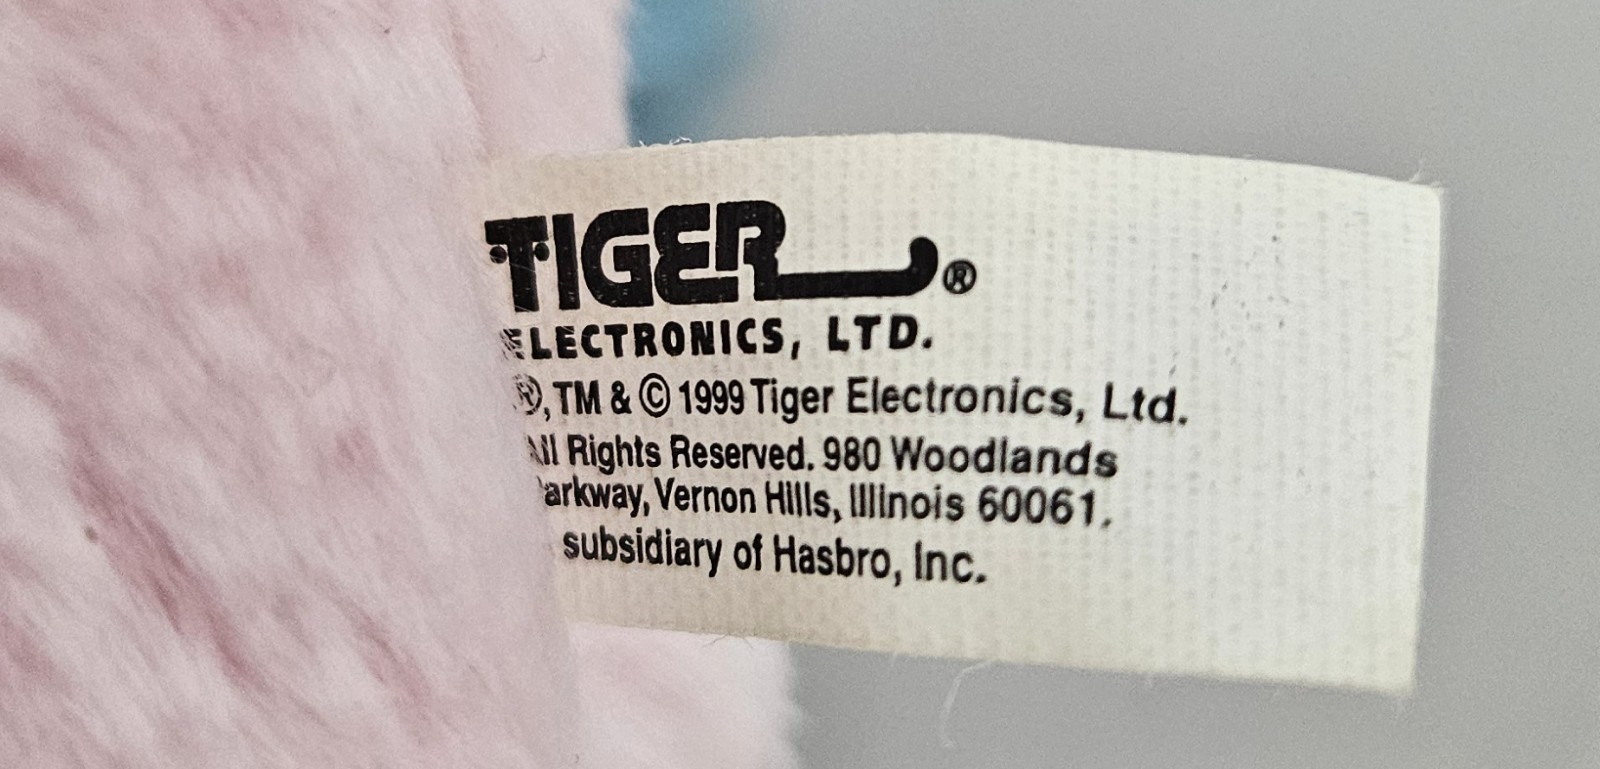 TIGER®
ELECTRONICS, LTD.
®, TM & © 1999 Tiger Electronics, Ltd.
All Rights Reserved. 980 Woodlands
Parkway, Vernon Hills, Illinois 60061.
subsidiary of Hasbro, Inc.